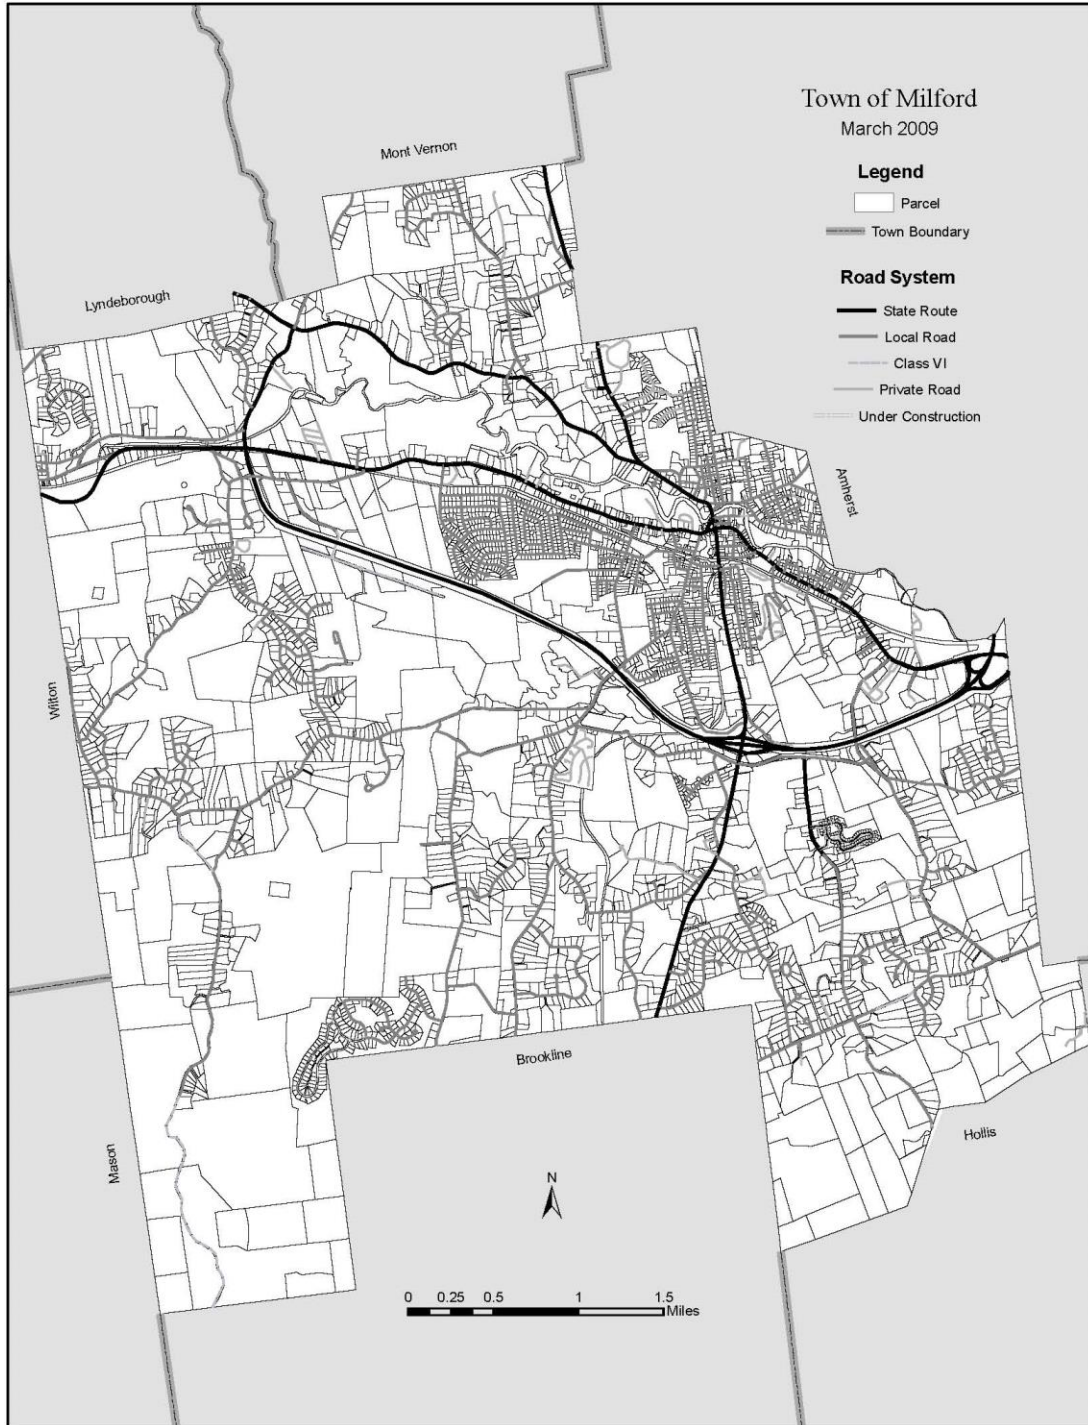 Town of Milford
March 2009
Legend
Parcel
Town Boundary
Road System
State Route
Local Road
Class VI
Private Road
Under Construction
Mont Vernon
Lyndeborough
Amherst
Wilton
Brookline
Mason
Hollis
N
0 0.25 0.5 1 1.5
Miles